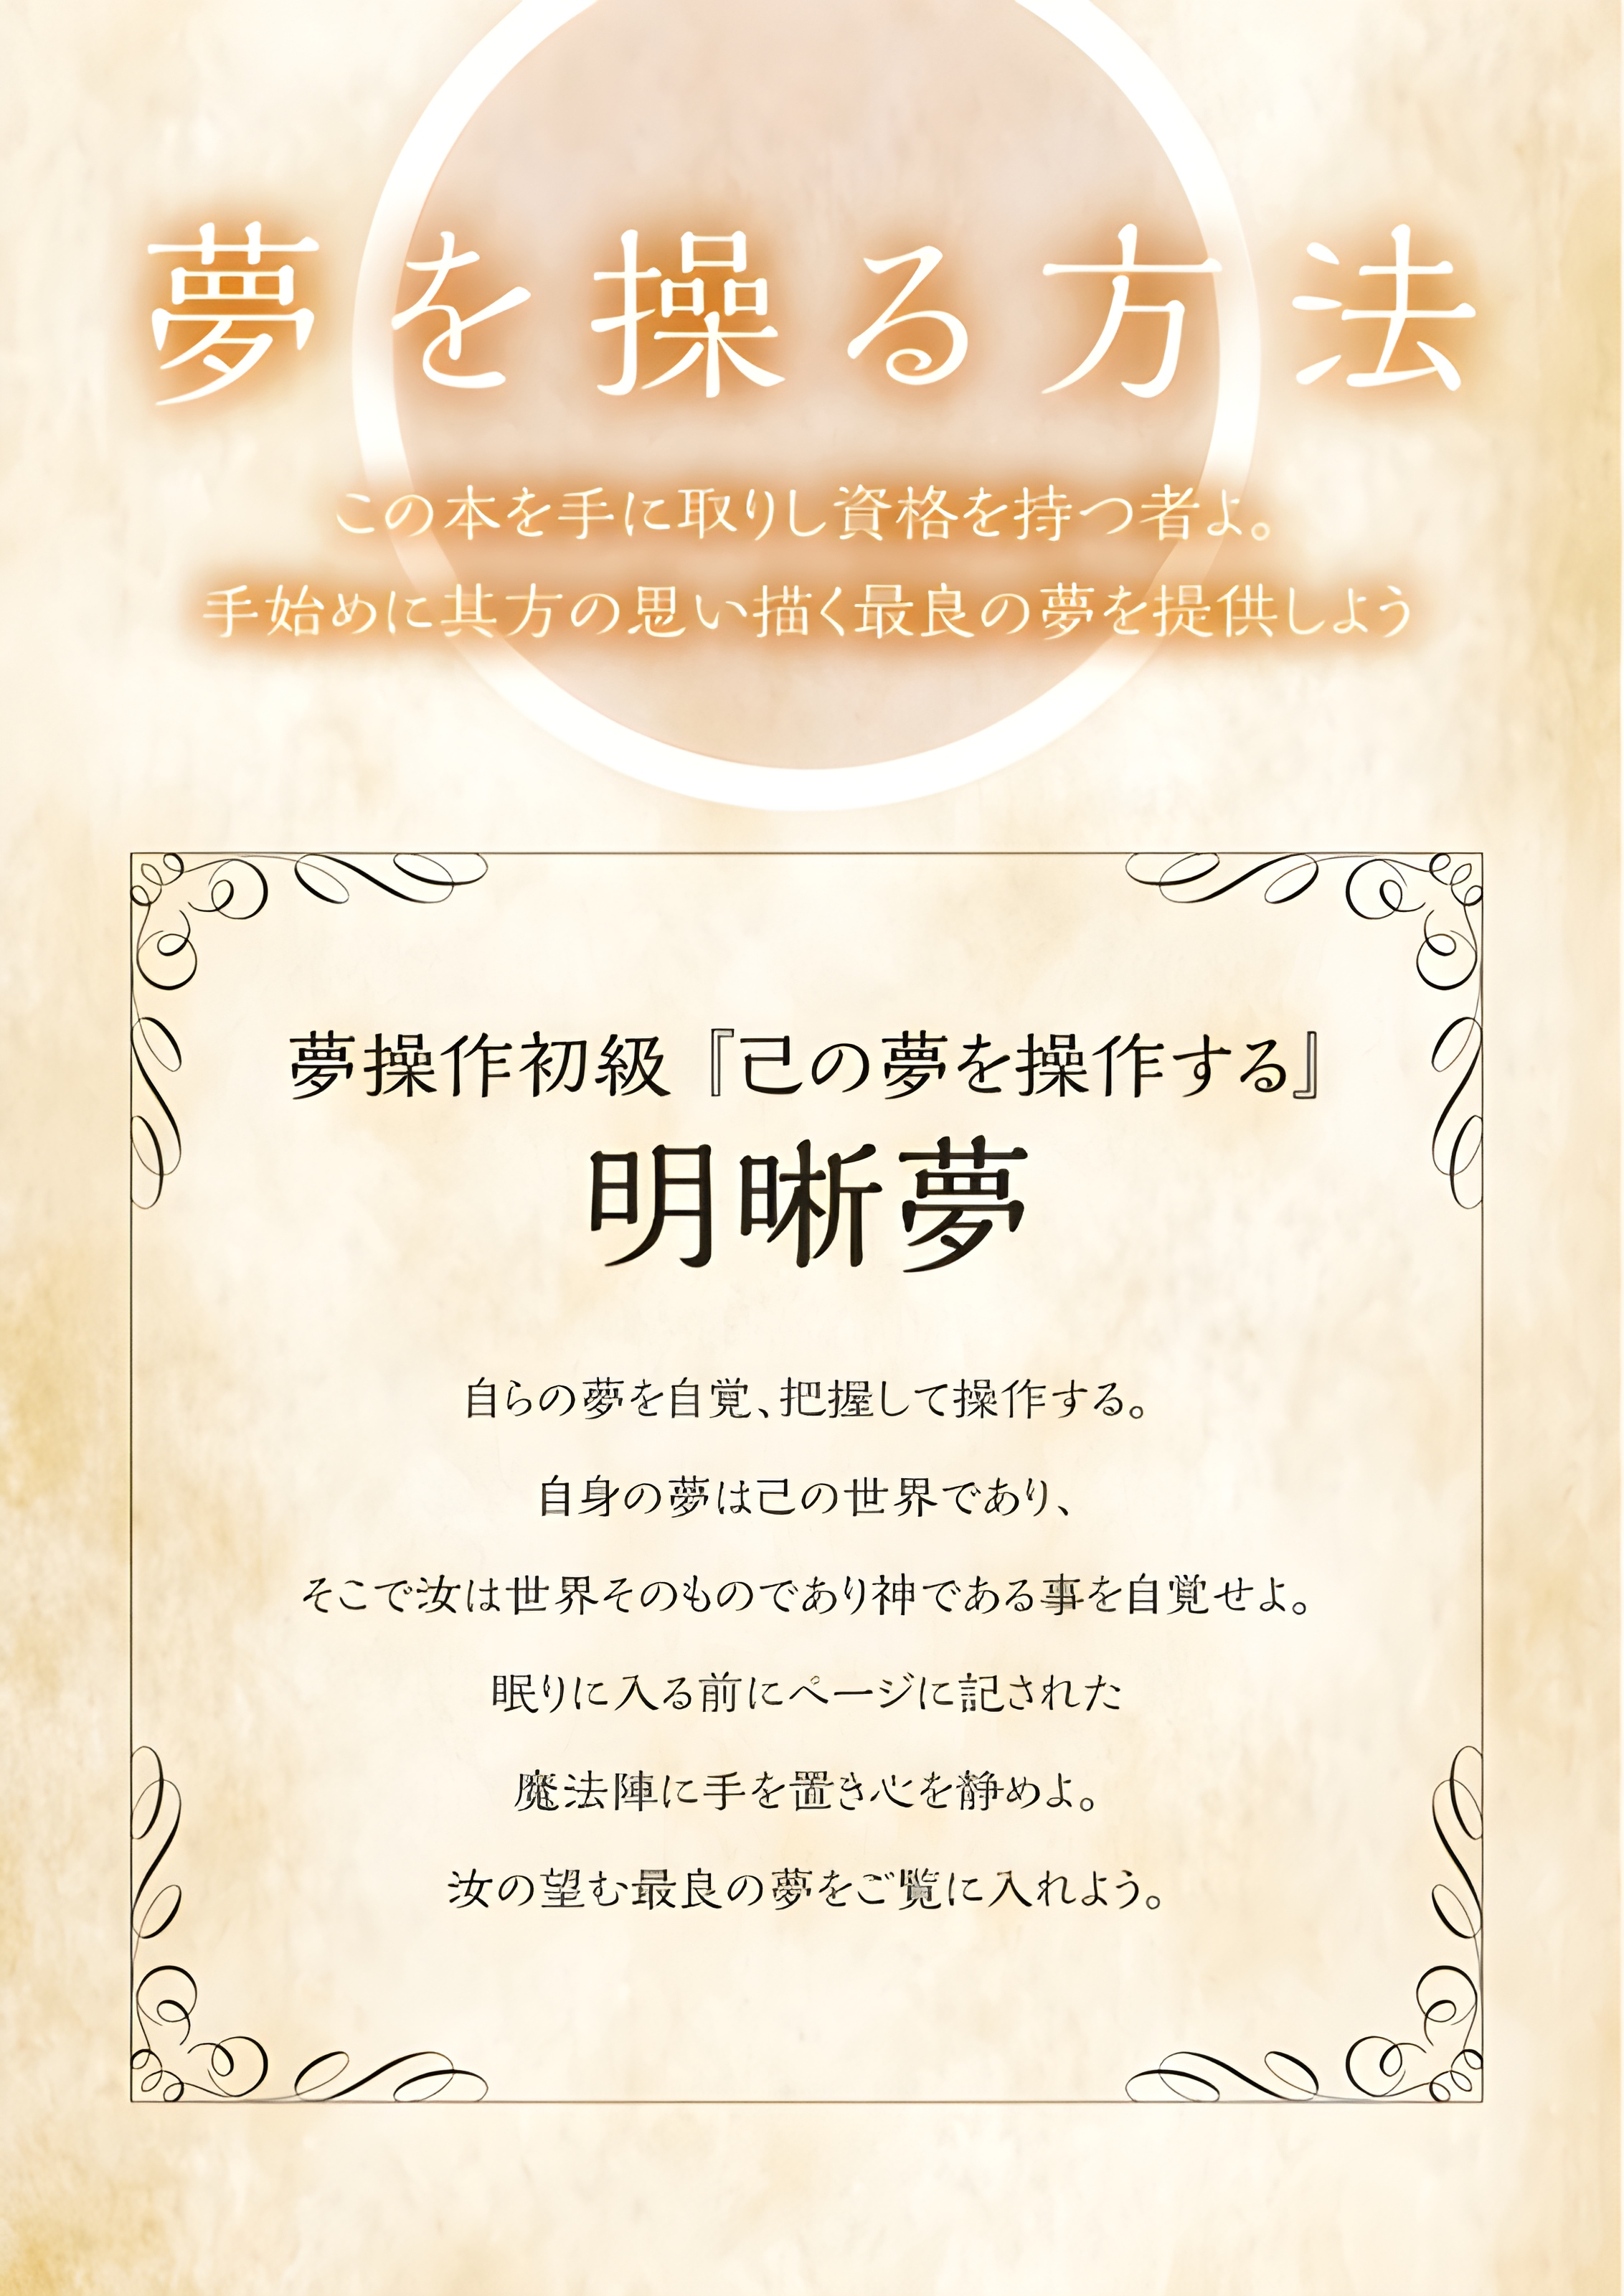 夢を操る方法
この本を手に取りし資格を持つ者よ。
手始めに其方の思い描く最良の夢を提供しよう
夢操作初級『己の夢を操作する』
明晰夢
自らの夢を自覚、把握して操作する。
自身の夢は己の世界であり、
そこで汝は世界そのものであり神である事を自覚せよ。
眠りに入る前にページに記された
魔法陣に手を置き心を静めよ。
汝の望む最良の夢をご覧に入れよう。